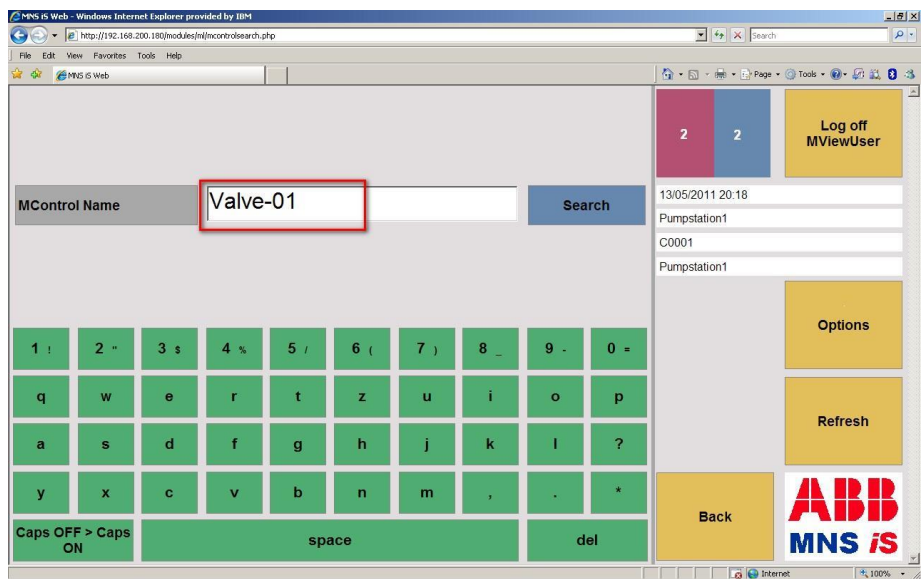 MNS iS Web - Windows Internet Explorer provided by IBM
http://192.168.200.180/modules/ml/mcontrolsearch.php
Search
File Edit View Favorites Tools Help
MNS iS Web
Page Tools
2 2
Log off
MViewUser
MControl Name
Valve-01
Search
13/05/2011 20:18
Pumpstation1
C0001
Pumpstation1
Options
1 ! 2 " 3 $ 4 % 5 / 6 ( 7 ) 8 _ 9 - 0 =
q w e r t z u i o p
Refresh
a s d f g h j k l ?
y x c v b n m , . *
Back
ABB
MNS iS
Caps OFF > Caps
ON
space
del
Internet
100%